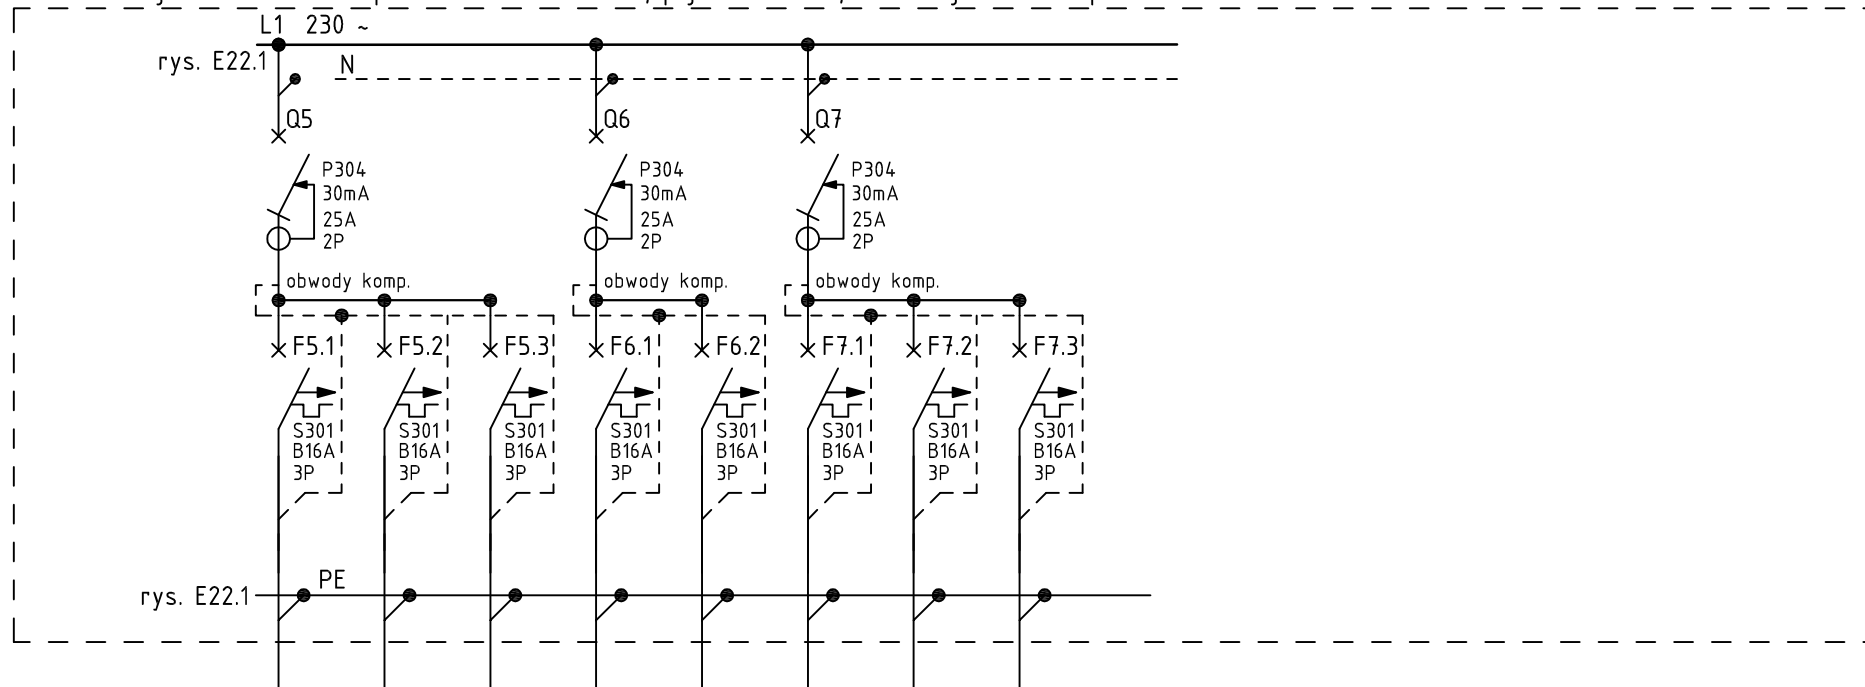 L1 230 ~
rys. E22.1
N
Q5
Q6
Q7
P304
30mA
25A
2P
P304
30mA
25A
2P
P304
30mA
25A
2P
obwody komp.
obwody komp.
obwody komp.
F5.1
F5.2
F5.3
F6.1
F6.2
F7.1
F7.2
F7.3
S301
B16A
3P
S301
B16A
3P
S301
B16A
3P
S301
B16A
3P
S301
B16A
3P
S301
B16A
3P
S301
B16A
3P
S301
B16A
3P
PE
rys. E22.1